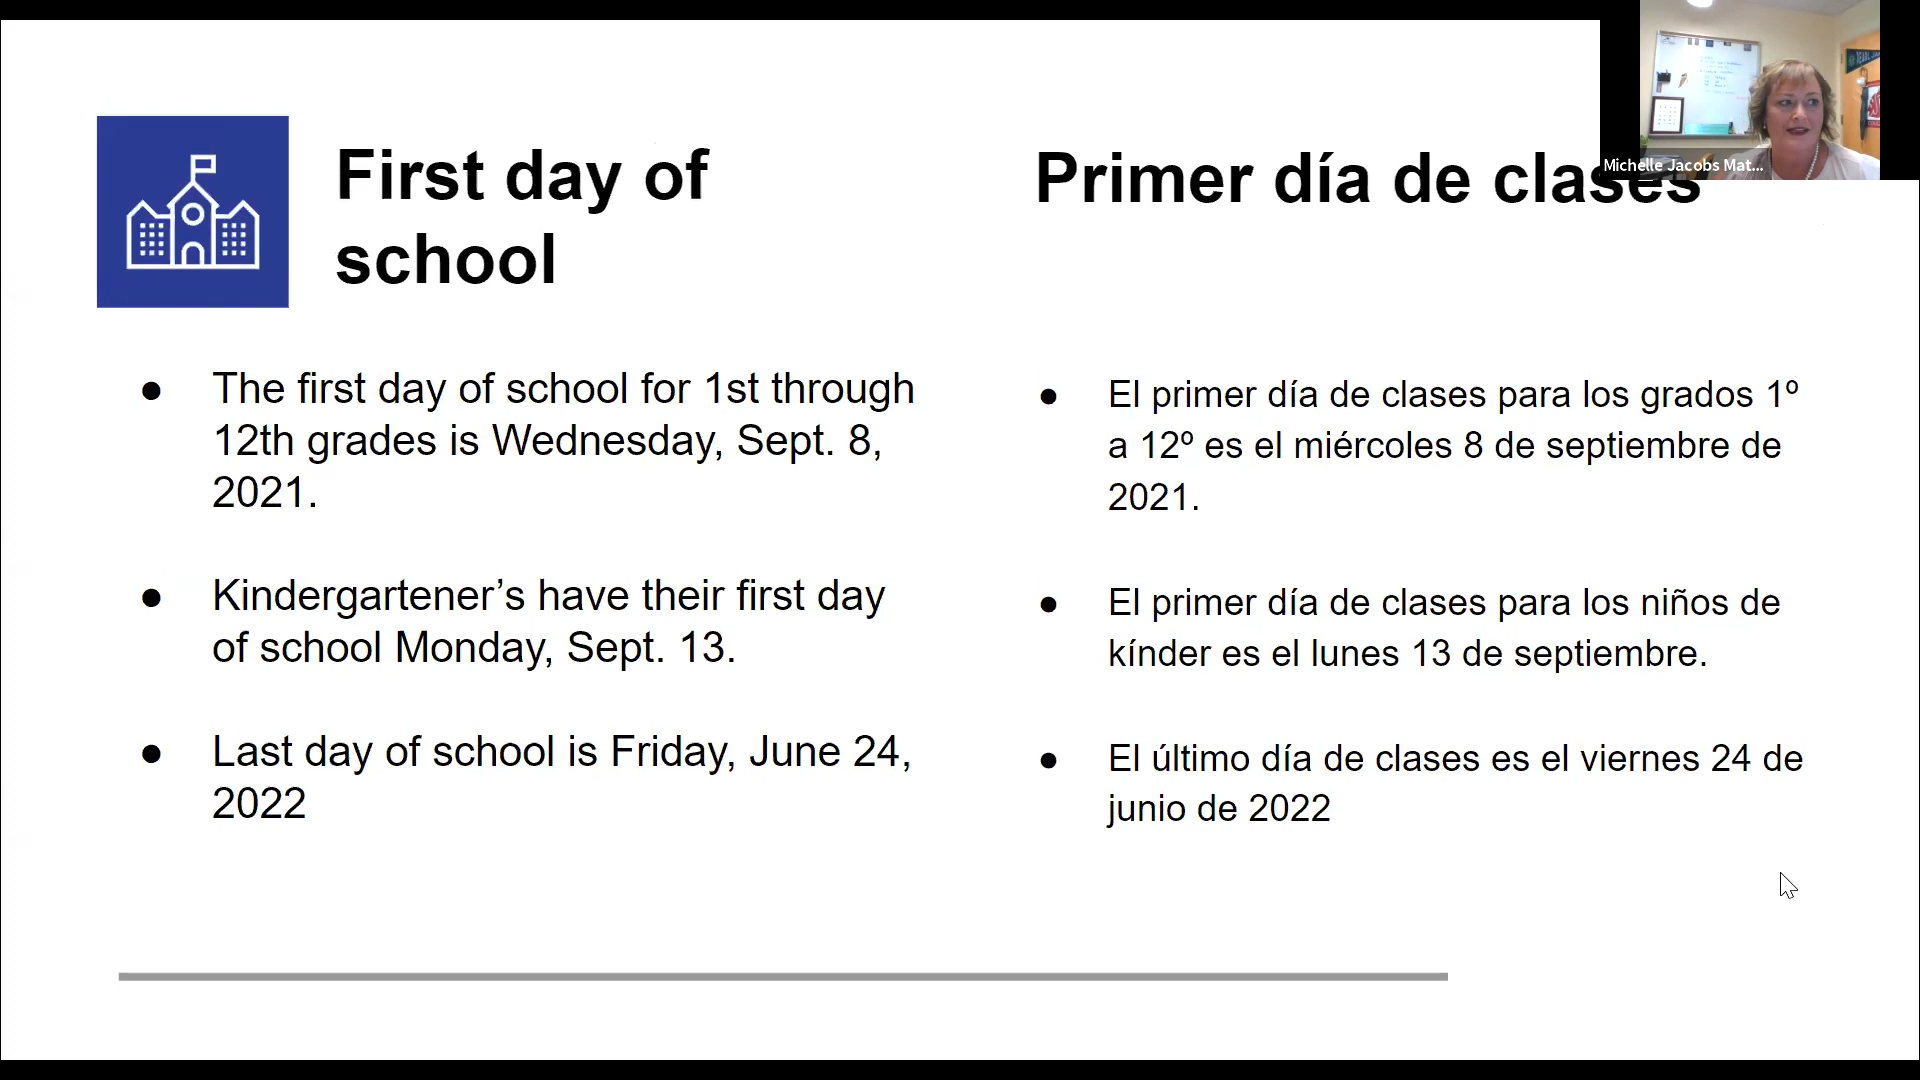 First day of
school
The first day of school for 1st through
12th grades is Wednesday, Sept. 8,
2021.
Kindergartener’s have their first day
of school Monday, Sept. 13.
Last day of school is Friday, June 24,
2022
Primer día de clases
El primer día de clases para los grados 1º
a 12º es el miércoles 8 de septiembre de
2021.
El primer día de clases para los niños de
kínder es el lunes 13 de septiembre.
El último día de clases es el viernes 24 de
junio de 2022
Michelle Jacobs Mat...